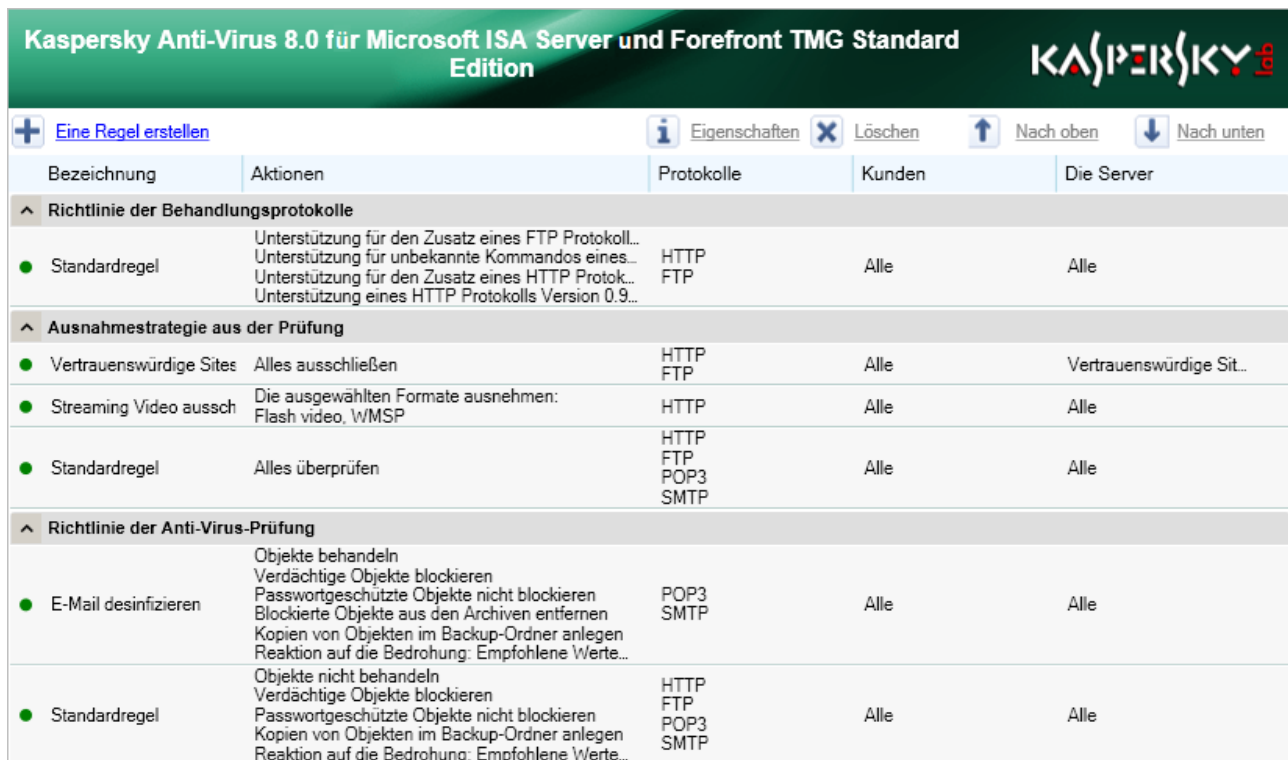 Kaspersky Anti-Virus 8.0 für Microsoft ISA Server und Forefront TMG Standard
Edition
KASPERSKY lab
Eine Regel erstellen
Eigenschaften
Löschen
Nach oben
Nach unten
Bezeichnung Aktionen Protokolle Kunden Die Server
Richtlinie der Behandlungsprotokolle
Standardregel
Unterstützung für den Zusatz eines FTP Protokoll...
Unterstützung für unbekannte Kommandos eines...
Unterstützung für den Zusatz eines HTTP Protok...
Unterstützung eines HTTP Protokolls Version 0.9...
HTTP
FTP
Alle
Alle
Ausnahmestrategie aus der Prüfung
Vertrauenswürdige Sites
Alles ausschließen
HTTP
FTP
Alle
Vertrauenswürdige Sit...
Streaming Video aussch
Die ausgewählten Formate ausnehmen:
Flash video, WMSP
HTTP
Alle
Alle
Standardregel
Alles überprüfen
HTTP
FTP
POP3
SMTP
Alle
Alle
Richtlinie der Anti-Virus-Prüfung
E-Mail desinfizieren
Objekte behandeln
Verdächtige Objekte blockieren
Passwortgeschützte Objekte nicht blockieren
Blockierte Objekte aus den Archiven entfernen
Kopien von Objekten im Backup-Ordner anlegen
Reaktion auf die Bedrohung: Empfohlene Werte...
POP3
SMTP
Alle
Alle
Standardregel
Objekte nicht behandeln
Verdächtige Objekte blockieren
Passwortgeschützte Objekte nicht blockieren
Kopien von Objekten im Backup-Ordner anlegen
Reaktion auf die Bedrohung: Empfohlene Werte...
HTTP
FTP
POP3
SMTP
Alle
Alle